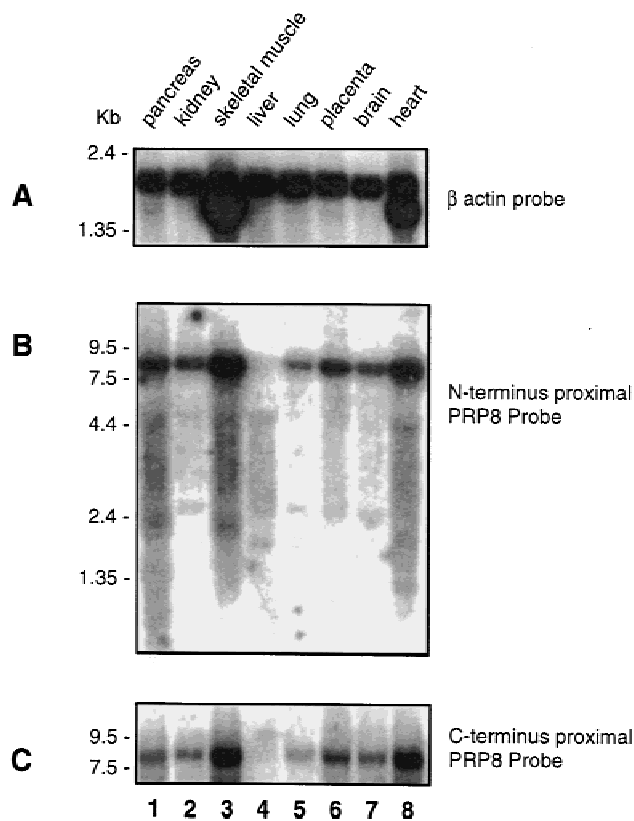 pancreas
kidney
skeletal muscle
liver
lung
placenta
brain
heart
Kb
A
2.4 -
1.35 -
β actin probe
B
9.5 -
7.5 -
4.4 -
2.4 -
1.35 -
N-terminus proximal
PRP8 Probe
C
9.5 -
7.5 -
C-terminus proximal
PRP8 Probe
1 2 3 4 5 6 7 8